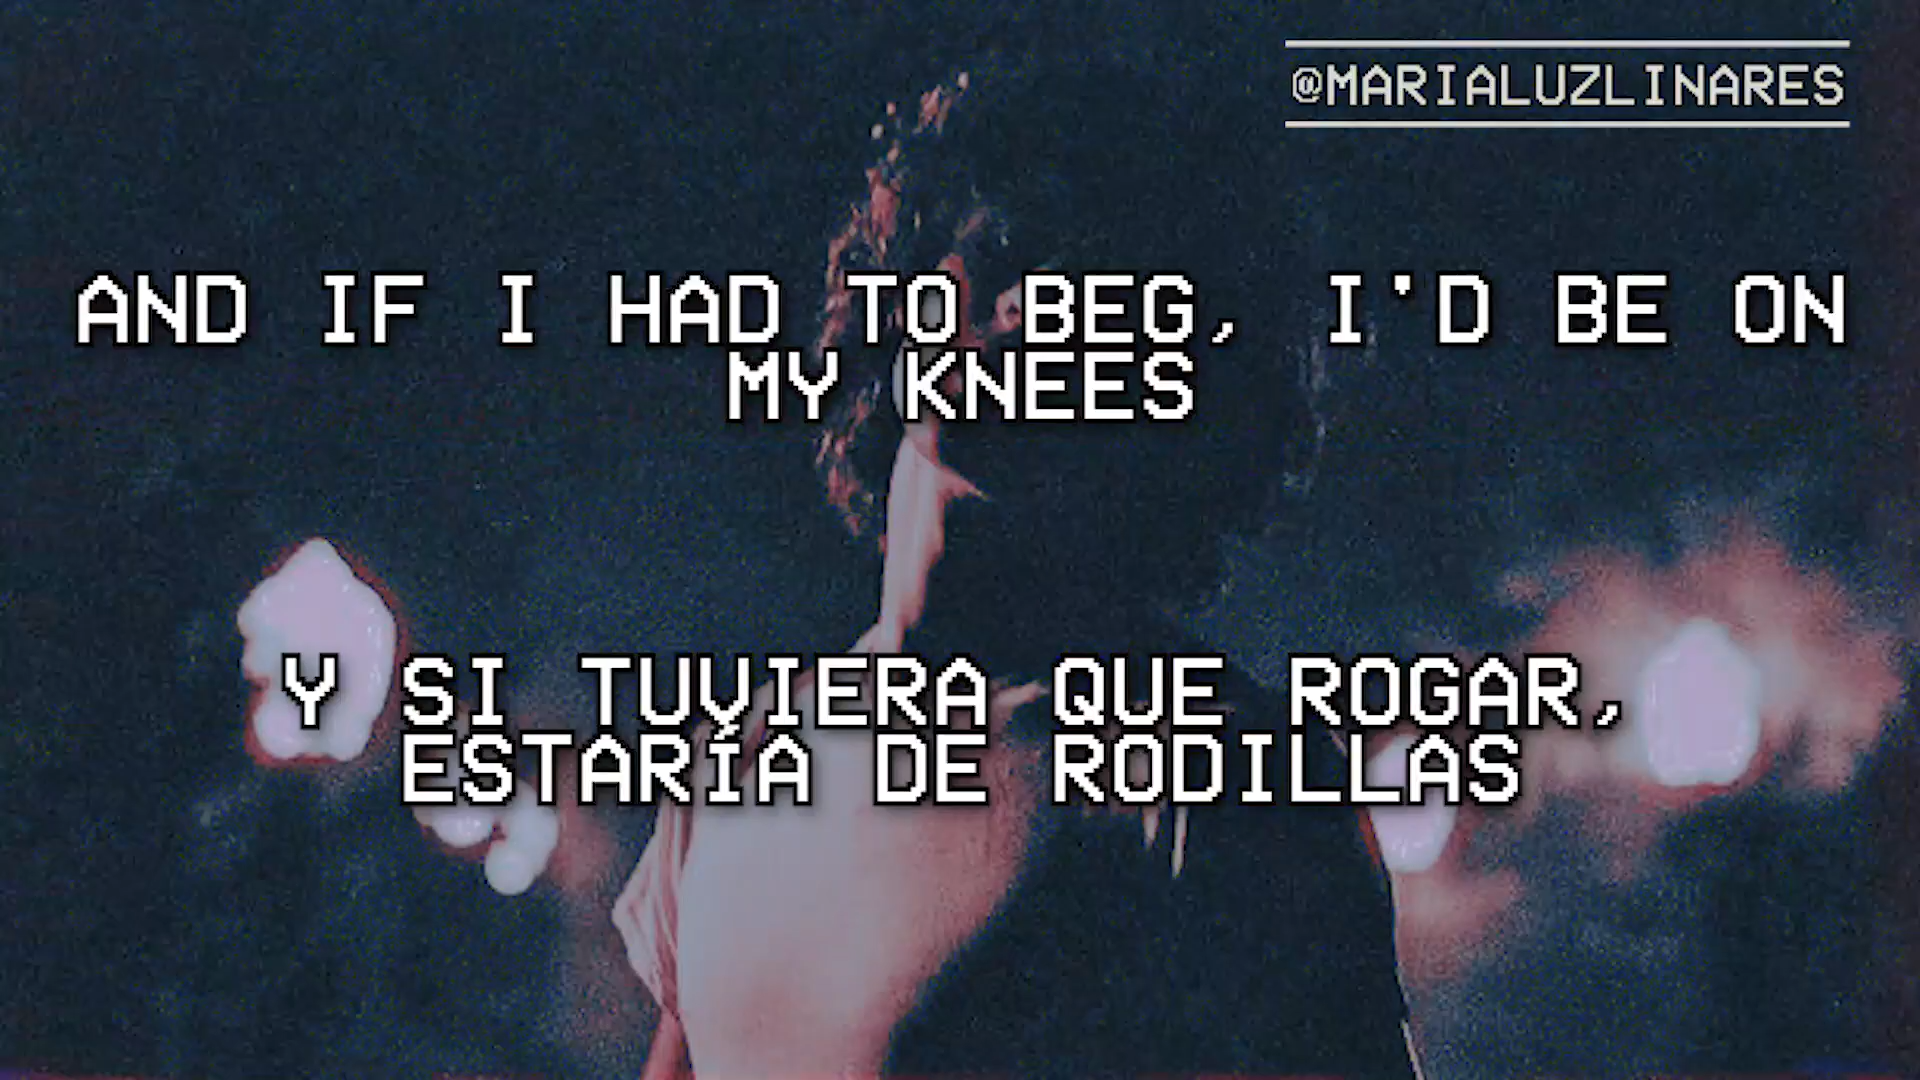 @MARIALUZLINARES
AND IF I HAD TO BEG, I'D BE ON
MY KNEES
Y SI TUVIERA QUE ROGAR,
ESTARÍA DE RODILLAS